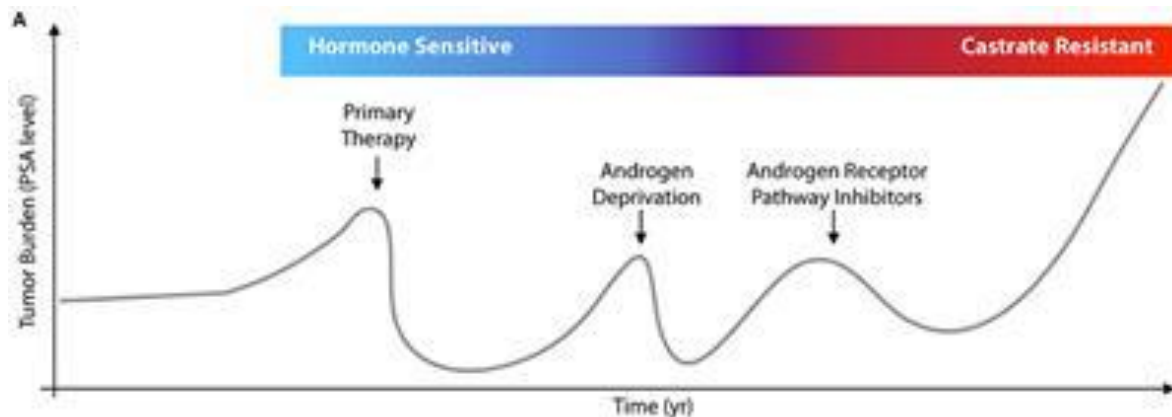 A
Hormone Sensitive
Castrate Resistant
Primary
Therapy
Androgen
Deprivation
Androgen Receptor
Pathway Inhibitors
Tumor Burden (PSA level)
Time (yr)